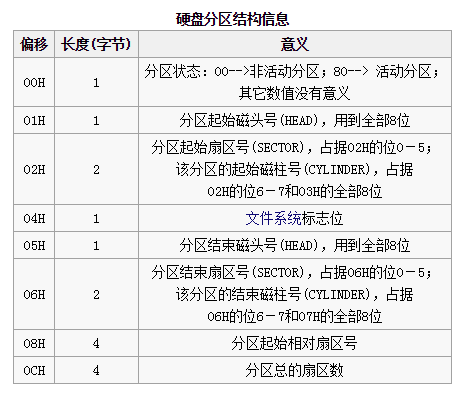 硬盘分区结构信息
偏移 长度(字节) 意义
00H 1 分区状态：00-->非活动分区；80--> 活动分区；
其它数值没有意义
01H 1 分区起始磁头号(HEAD)，用到全部8位
02H 2 分区起始扇区号(SECTOR)，占据02H的位0－5；
该分区的起始磁柱号(CYLINDER)，占据
02H的位6－7和03H的全部8位
04H 1 文件系统标志位
05H 1 分区结束磁头号(HEAD)，用到全部8位
06H 2 分区结束扇区号(SECTOR)，占据06H的位0－5；
该分区的结束磁柱号(CYLINDER)，占据
06H的位6－7和07H的全部8位
08H 4 分区起始相对扇区号
0CH 4 分区总的扇区数